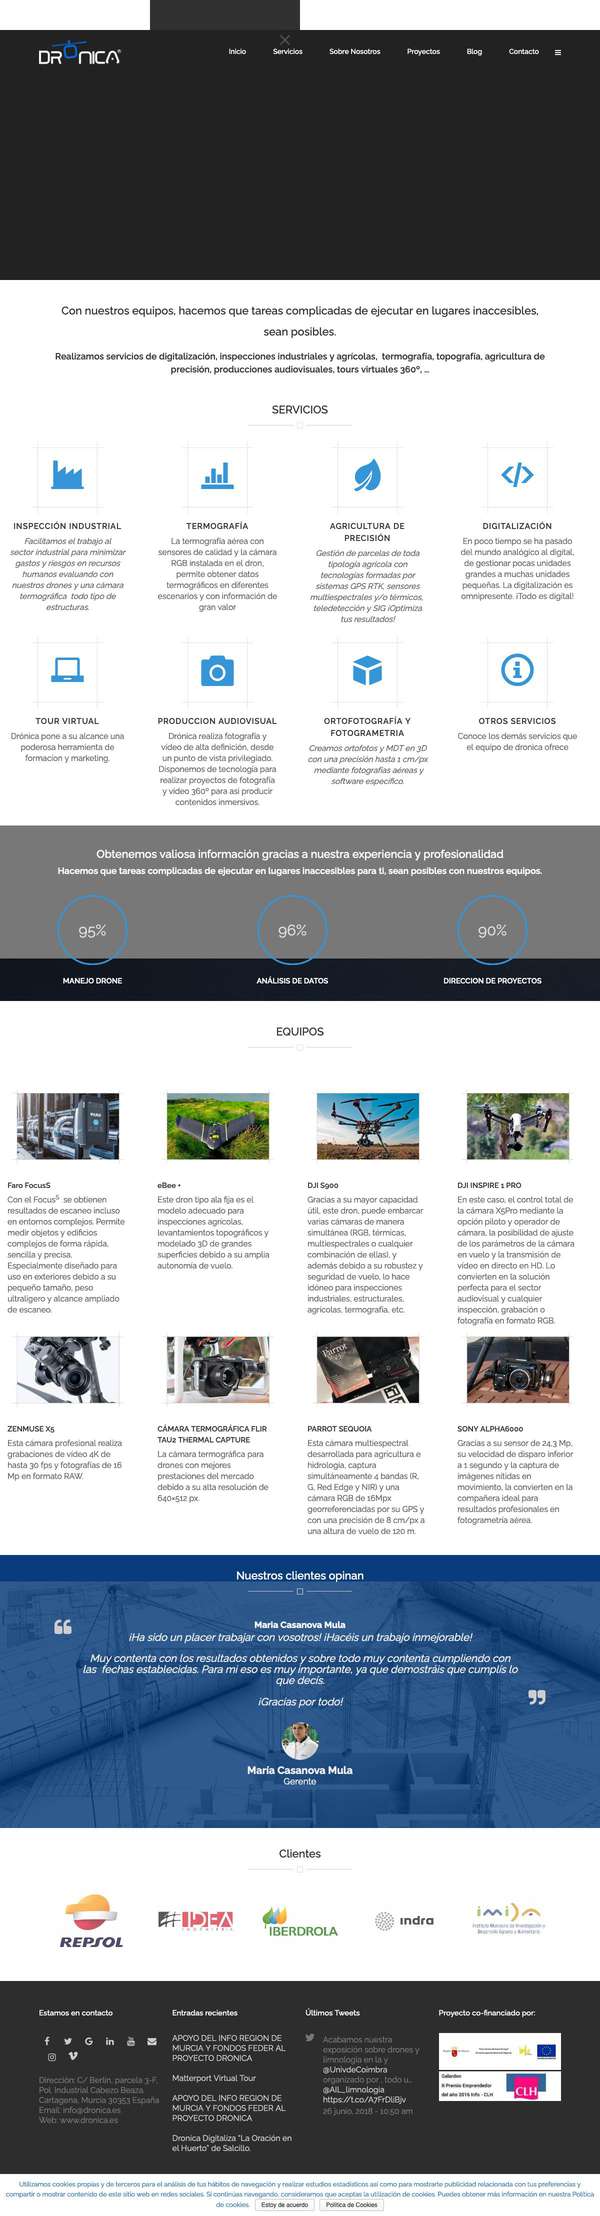 DRONICA®
Inicio Servicios Sobre Nosotros Proyectos Blog Contacto
Con nuestros equipos, hacemos que tareas complicadas de ejecutar en lugares inaccesibles,
sean posibles.
Realizamos servicios de digitalización, inspecciones industriales y agrícolas, termografía, topografía, agricultura de
precisión, producciones audiovisuales, tours virtuales 360º, ...
SERVICIOS
INSPECCIÓN INDUSTRIAL
Facilitamos el trabajo al
sector industrial para minimizar
gastos y riesgos en recursos
humanos evaluando con
nuestros drones y una cámara
termográfica todo tipo de
estructuras.
TERMOGRAFÍA
La termografía aérea con
sensores de calidad y la cámara
RGB instalada en el dron,
permite obtener datos
termográficos en diferentes
escenarios y con información de
gran valor
AGRICULTURA DE
PRECISIÓN
Gestión de parcelas de toda
tipología agrícola con
tecnologías formadas por
sistemas GPS RTK, sensores
multiespectrales y/o térmicos,
teledetección y SIG ¡Optimiza
tus resultados!
DIGITALIZACIÓN
En poco tiempo se ha pasado
del mundo analógico al digital,
de gestionar pocas unidades
grandes a muchas unidades
pequeñas. La digitalización es
omnipresente. ¡Todo es digital!
TOUR VIRTUAL
Drónica pone a su alcance una
poderosa herramienta de
formacion y marketing.
PRODUCCION AUDIOVISUAL
Drónica realiza fotografía y
video de alta definición, desde
un punto de vista privilegiado.
Disponemos de tecnología para
realizar proyectos de fotografía
y vídeo 360º para así producir
contenidos inmersivos.
ORTOFOTOGRAFÍA Y
FOTOGRAMETRIA
Creamos ortofotos y MDT en 3D
con una precisión hasta 1 cm/px
mediante fotografías aéreas y
software específico.
OTROS SERVICIOS
Conoce los demás servicios que
el equipo de dronica ofrece
Obtenemos valiosa información gracias a nuestra experiencia y profesionalidad
Hacemos que tareas complicadas de ejecutar en lugares inaccesibles para ti, sean posibles con nuestros equipos.
95% 96% 90%
MANEJO DRONE ANÁLISIS DE DATOS DIRECCION DE PROYECTOS
EQUIPOS
Faro FocusS
Con el FocusS se obtienen
resultados de escaneo incluso
en entornos complejos. Permite
medir objetos y edificios
complejos de forma rápida,
sencilla y precisa.
Especialmente diseñado para
uso en exteriores debido a su
pequeño tamaño, peso
ultraligero y alcance ampliado
de escaneo.
eBee +
Este dron tipo ala fija es el
modelo adecuado para
inspecciones agrícolas,
levantamientos topográficos y
modelado 3D de grandes
superficies debido a su amplia
autonomía de vuelo.
DJI S900
Gracias a su mayor capacidad
útil, este dron, puede embarcar
varias cámaras de manera
simultánea (RGB, térmicas,
multiespectrales o cualquier
combinación de ellas), y
además debido a su robustez y
seguridad de vuelo, lo hace
idóneo para inspecciones
industriales, estructurales,
agrícolas, termografía, etc.
DJI INSPIRE 1 PRO
En este caso, el control total de
la cámara X5Pro mediante la
opción piloto y operador de
cámara, la posibilidad de ajuste
de los parámetros de la cámara
en vuelo y la transmisión de
vídeo en directo en HD. Lo
convierten en la solución
perfecta para el sector
audiovisual y cualquier
inspección, grabación o
fotografía en formato RGB.
Parrot
ZENMUSE X5
Esta cámara profesional realiza
grabaciones de vídeo 4K de
hasta 30 fps y fotografías de 16
Mp en formato RAW.
CÁMARA TERMOGRÁFICA FLIR
TAU2 THERMAL CAPTURE
La cámara termográfica para
drones con mejores
prestaciones del mercado
debido a su alta resolución de
640×512 px
PARROT SEQUOIA
Esta cámara multiespectral
desarrollada para agricultura e
hidrología, captura
simultáneamente 4 bandas (R,
G, Red Edge y NIR) y una
cámara RGB de 16Mpx
georreferenciadas por su GPS y
con una precisión de 8 cm/px a
una altura de vuelo de 120 m.
SONY ALPHA6000
Gracias a su sensor de 24,3 Mp,
su velocidad de disparo inferior
a 1 segundo y la captura de
imágenes nítidas en
movimiento, la convierten en la
compañera ideal para
resultados profesionales en
fotogrametría aérea.
Nuestros clientes opinan
Maria Casanova Mula
¡Ha sido un placer trabajar con vosotros! ¡Hacéis un trabajo inmejorable!
Muy contenta con los resultados obtenidos y sobre todo muy contenta cumpliendo con
las fechas establecidas. Para mi eso es muy importante, ya que demostráis que cumplís lo
que decís.
¡Gracias por todo!
María Casanova Mula
Gerente
Clientes
REPSOL
IDEA
INGENIERÍA
IBERDROLA
indra
imida
Instituto Murciano de Investigación y
Desarrollo Agrario y Alimentario
Estamos en contacto
Dirección: C/ Berlín, parcela 3-F,
Pol. Industrial Cabezo Beaza
Cartagena, Murcia 30353 España
Email: info@dronica.es
Web: www.dronica.es
Entradas recientes
APOYO DEL INFO REGION DE
MURCIA Y FONDOS FEDER AL
PROYECTO DRONICA
Matterport Virtual Tour
APOYO DEL INFO REGION DE
MURCIA Y FONDOS FEDER AL
PROYECTO DRONICA
Dronica Digitaliza "La Oración en
el Huerto" de Salcillo.
Últimos Tweets
Acabamos nuestra
exposición sobre drones y
limnología en la y
@UnivdeCoimbra
organizado por , todo u…
@AIL_limnologia
https://t.co/A7FrDliBjv
26 junio, 2018 - 10:50 am
Proyecto co-financiado por:
Galardón
II Premio Emprendedor
del año 2016 Info - CLH
CLH
Utilizamos cookies propias y de terceros para el análisis de tus hábitos de navegación y realizar estudios estadísticos así como para mostrarte publicidad relacionada con tus preferencias y
compartir o mostrar contenido de este sitio web en redes sociales. Si continúas navegando, consideramos que aceptas la utilización de cookies. Puedes obtener más información en nuestra Política
de cookies. Estoy de acuerdo Política de Cookies